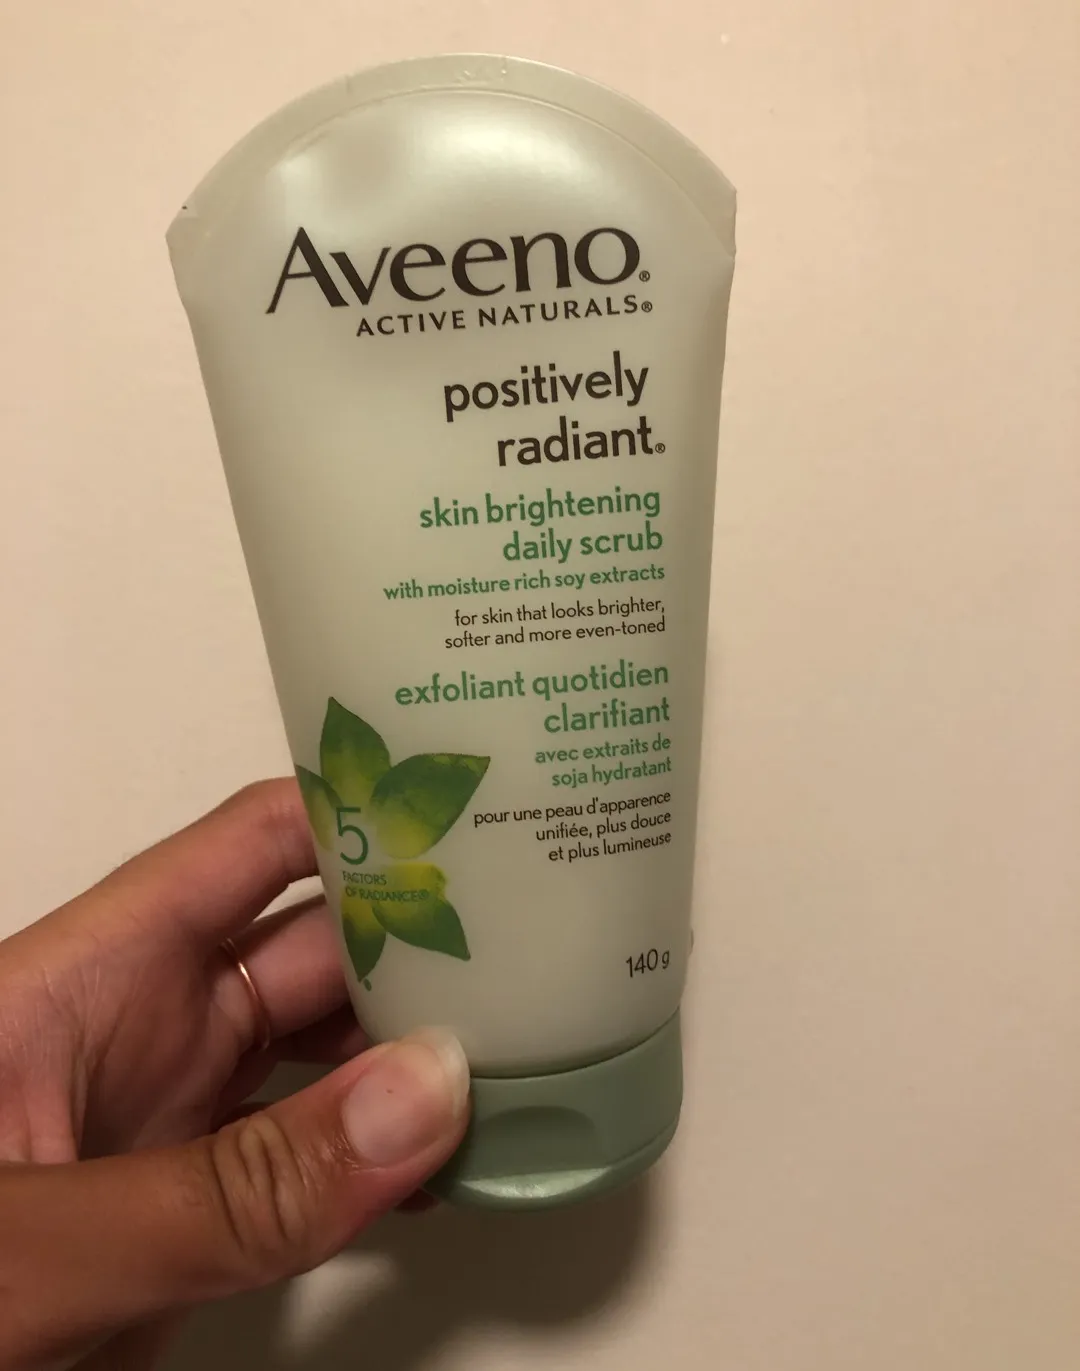 Aveeno®
ACTIVE NATURALS®
positively
radiant®
skin brightening
daily scrub
with moisture rich soy extracts
for skin that looks brighter,
softer and more even-toned
exfoliant quotidien
clarifiant
avec extraits de
soja hydratant
pour une peau d'apparence
unifiée, plus douce
et plus lumineuse
5
FACTORS
OF RADIANCE®
140 g